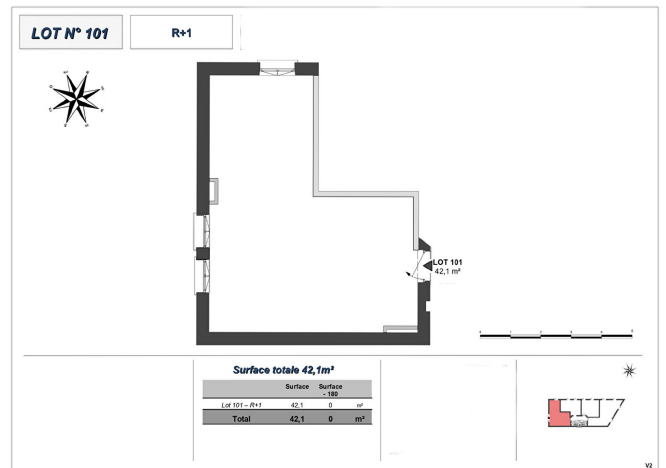 LOT N° 101
R+1
LOT 101
42,1 m²
Surface totale 42,1m²
Surface Surface - 180
Lot 101 – R+1 42,1 0 m²
Total 42,1 0 m²
V2